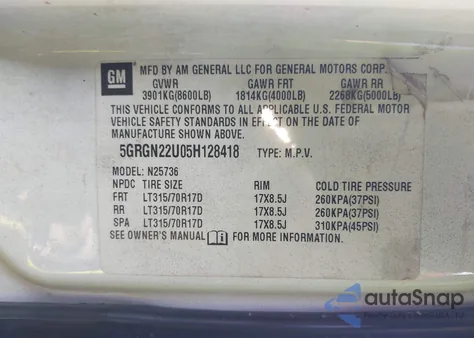 GM
MFD BY AM GENERAL LLC FOR GENERAL MOTORS CORP.
GVWR GAWR FRT GAWR RR
3901KG(8600LB) 1814KG(4000LB) 2268KG(5000LB)
THIS VEHICLE CONFORMS TO ALL APPLICABLE U.S. FEDERAL MOTOR
VEHICLE SAFETY STANDARDS IN EFFECT ON THE DATE OF
MANUFACTURE SHOWN ABOVE.
5GRGN22U05H128418 TYPE: M.P.V.
MODEL: N25736
NPDC TIRE SIZE RIM COLD TIRE PRESSURE
FRT LT315/70R17D 17X8.5J 260KPA(37PSI)
RR LT315/70R17D 17X8.5J 260KPA(37PSI)
SPA LT315/70R17D 17X8.5J 310KPA(45PSI)
SEE OWNER'S MANUAL FOR MORE INFORMATION
autoSnap